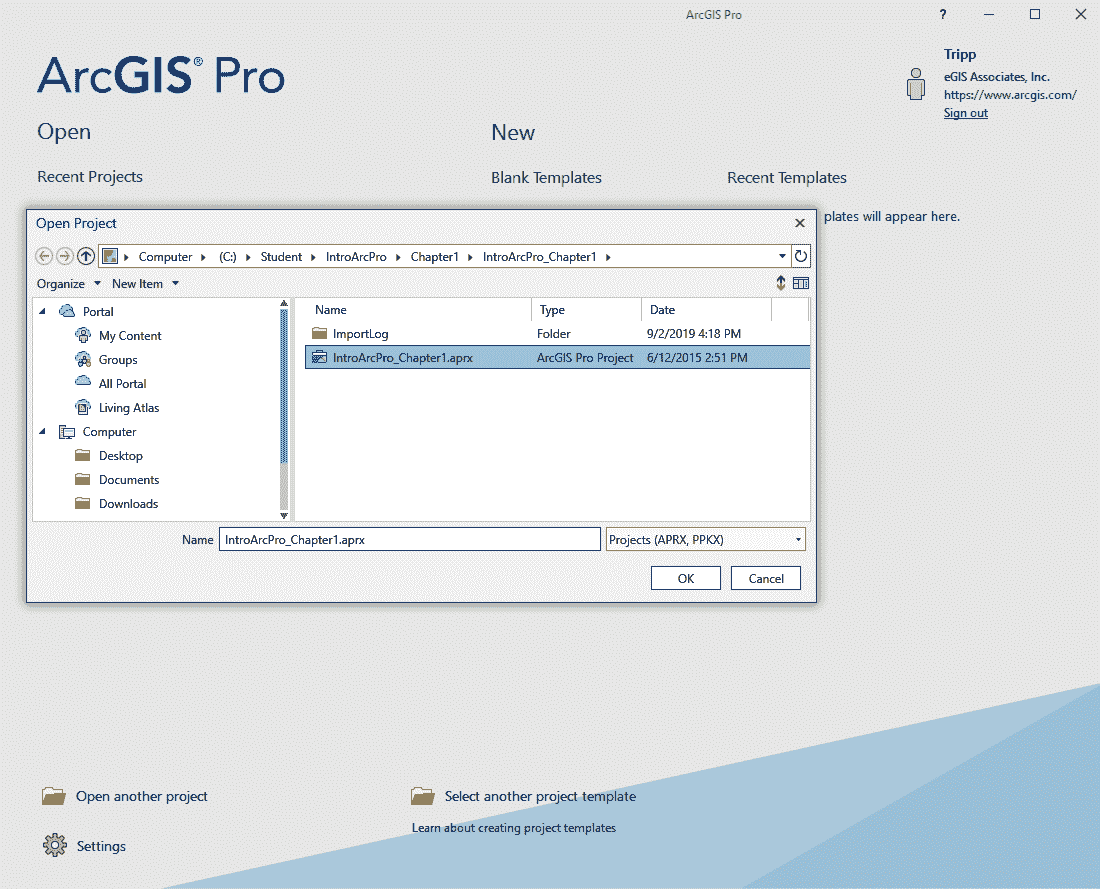 ArcGIS Pro
?
ArcGIS® Pro
Tripp
eGIS Associates, Inc.
https://www.arcgis.com/
Sign out
Open
New
Recent Projects
Blank Templates
Recent Templates
plates will appear here.
Open Project
Computer (C:) Student IntroArcPro Chapter1 IntroArcPro_Chapter1
Organize New Item
Portal
My Content
Groups
All Portal
Living Atlas
Computer
Desktop
Documents
Downloads
Name Type Date
ImportLog Folder 9/2/2019 4:18 PM
IntroArcPro_Chapter1.aprx ArcGIS Pro Project 6/12/2015 2:51 PM
Name IntroArcPro_Chapter1.aprx Projects (APRX, PPKX)
OK Cancel
Open another project
Select another project template
Learn about creating project templates
Settings